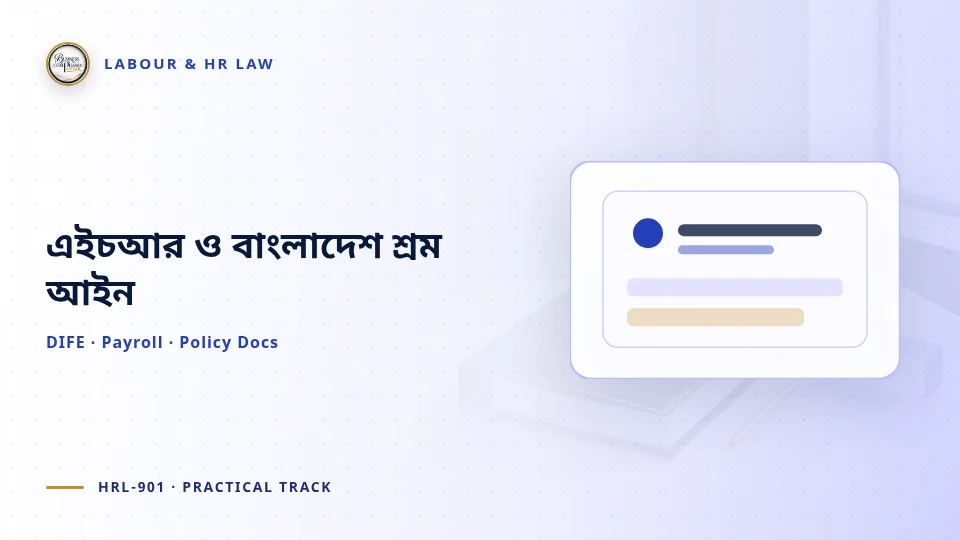 LABOUR & HR LAW
এইচআর ও বাংলাদেশ শ্রম
আইন
DIFE · Payroll · Policy Docs
HRL-901 · PRACTICAL TRACK